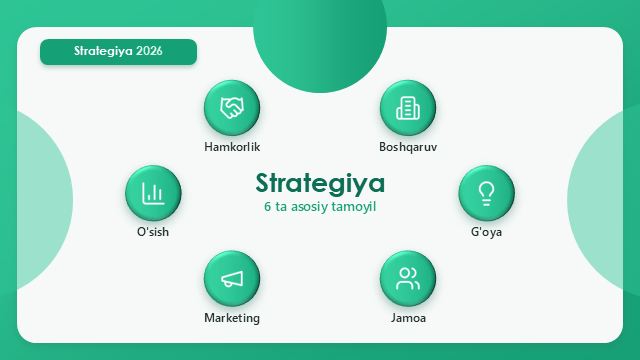 Strategiya 2026
Hamkorlik
Boshqaruv
Strategiya
6 ta asosiy tamoyil
O'sish
G'oya
Marketing
Jamoa